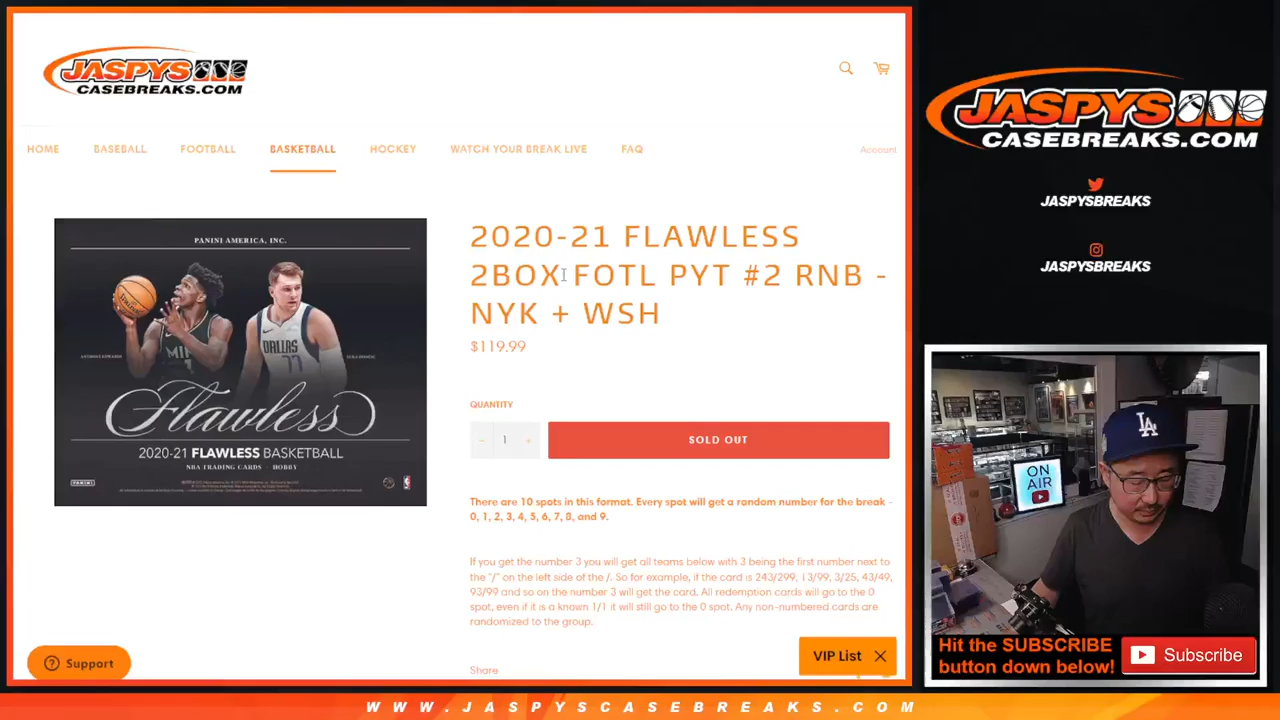 JASPYS
CASEBREAKS.COM
HOME BASEBALL FOOTBALL BASKETBALL HOCKEY WATCH YOUR BREAK LIVE FAQ Account
PANINI AMERICA, INC.
DALLAS
77
Flawless
2020-21 FLAWLESS BASKETBALL
NBA TRADING CARDS · HOBBY
PANINI
2020-21 FLAWLESS
2BOX FOTL PYT #2 RNB -
NYK + WSH
$119.99
QUANTITY
- 1 +
SOLD OUT
There are 10 spots in this format. Every spot will get a random number for the break -
0, 1, 2, 3, 4, 5, 6, 7, 8, and 9.
If you get the number 3 you will get all teams below with 3 being the first number next to
the "/" on the left side of the /. So for example, if the card is 243/299, 13/99, 3/25, 43/49,
93/99 and so on the number 3 will get the card. All redemption cards will go to the 0
spot, even if it is a known 1/1 it will still go to the 0 spot. Any non-numbered cards are
randomized to the group.
Share
Support
VIP List
JASPYS
CASEBREAKS.COM
JASPYSBREAKS
JASPYSBREAKS
LA
ON
AIR
Hit the SUBSCRIBE
button down below!
Subscribe
WWW.JASPYSCASEBREAKS.COM